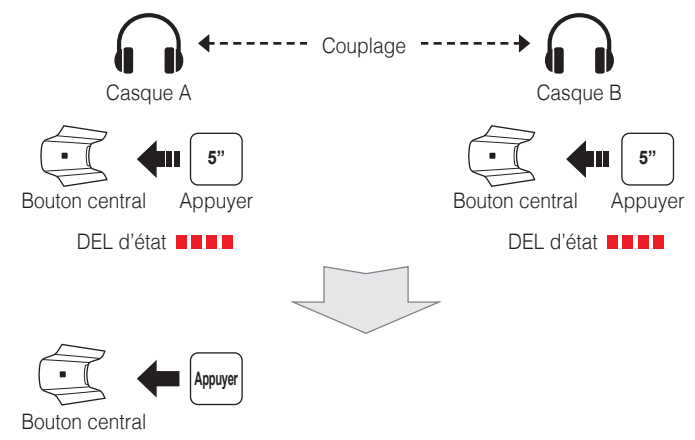 Couplage
Casque A
Casque B
5”
5”
Bouton central
Appuyer
Bouton central
Appuyer
DEL d’état
DEL d’état
Appuyer
Bouton central